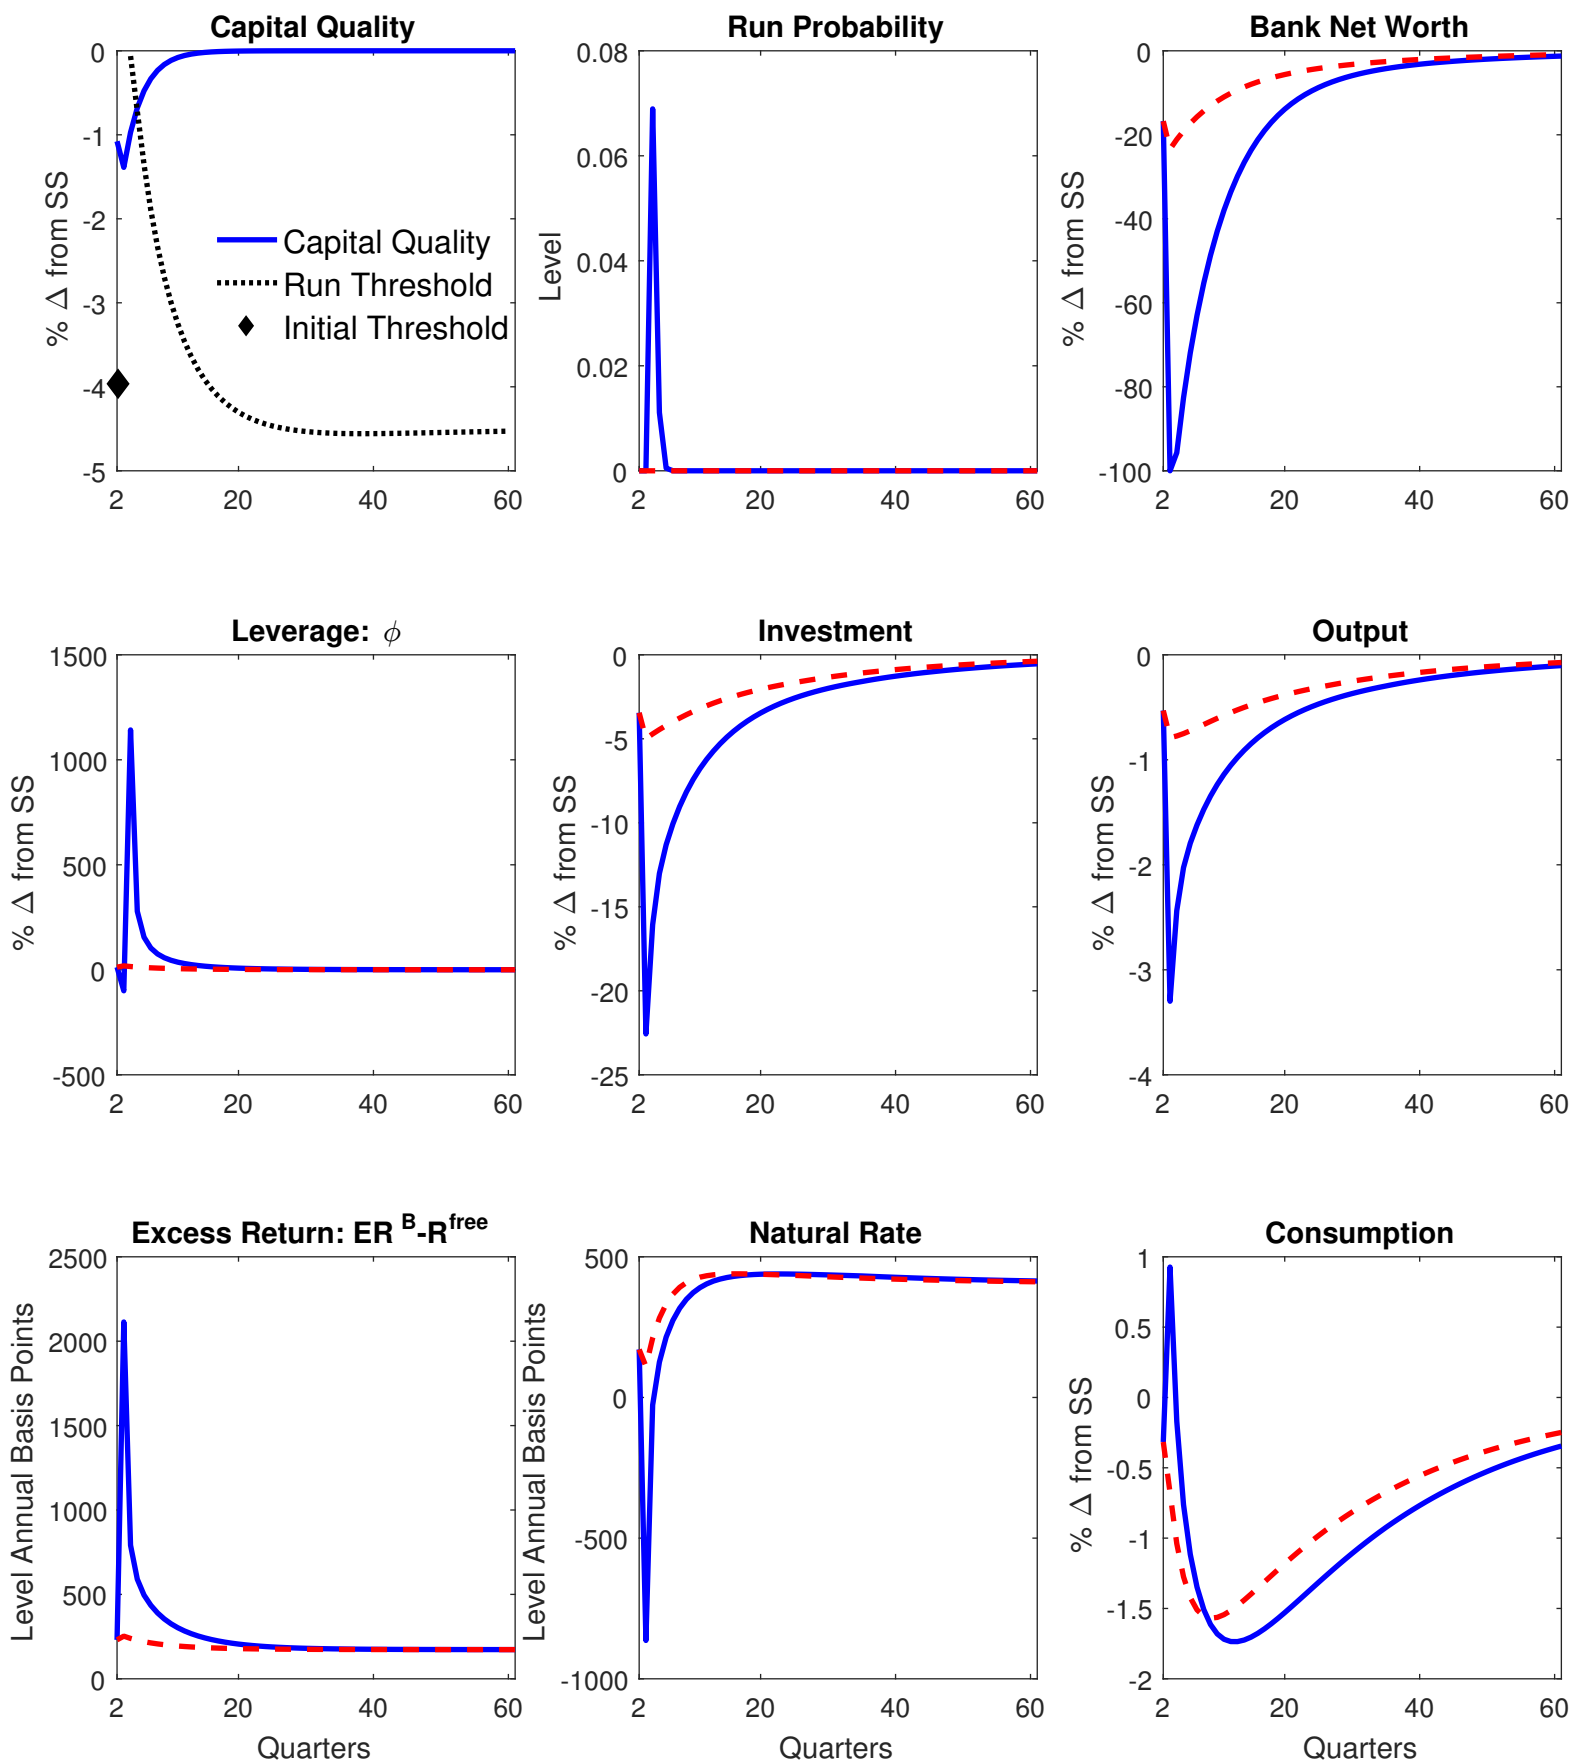 Capital Quality
0
-1
-2
-3
-4
-5
% Δ from SS
Capital Quality
Run Threshold
Initial Threshold
2 20 40 60
Run Probability
0.08
0.06
0.04
0.02
0
Level
2 20 40 60
Bank Net Worth
0
-20
-40
-60
-80
-100
% Δ from SS
2 20 40 60
Leverage: ϕ
1500
1000
500
0
-500
% Δ from SS
2 20 40 60
Investment
0
-5
-10
-15
-20
-25
% Δ from SS
2 20 40 60
Output
0
-1
-2
-3
-4
% Δ from SS
2 20 40 60
Excess Return: ER B-Rfree
2500
2000
1500
1000
500
0
Level Annual Basis Points
2 20 40 60
Quarters
Natural Rate
500
0
-500
-1000
Level Annual Basis Points
2 20 40 60
Quarters
Consumption
1
0.5
0
-0.5
-1
-1.5
-2
% Δ from SS
2 20 40 60
Quarters